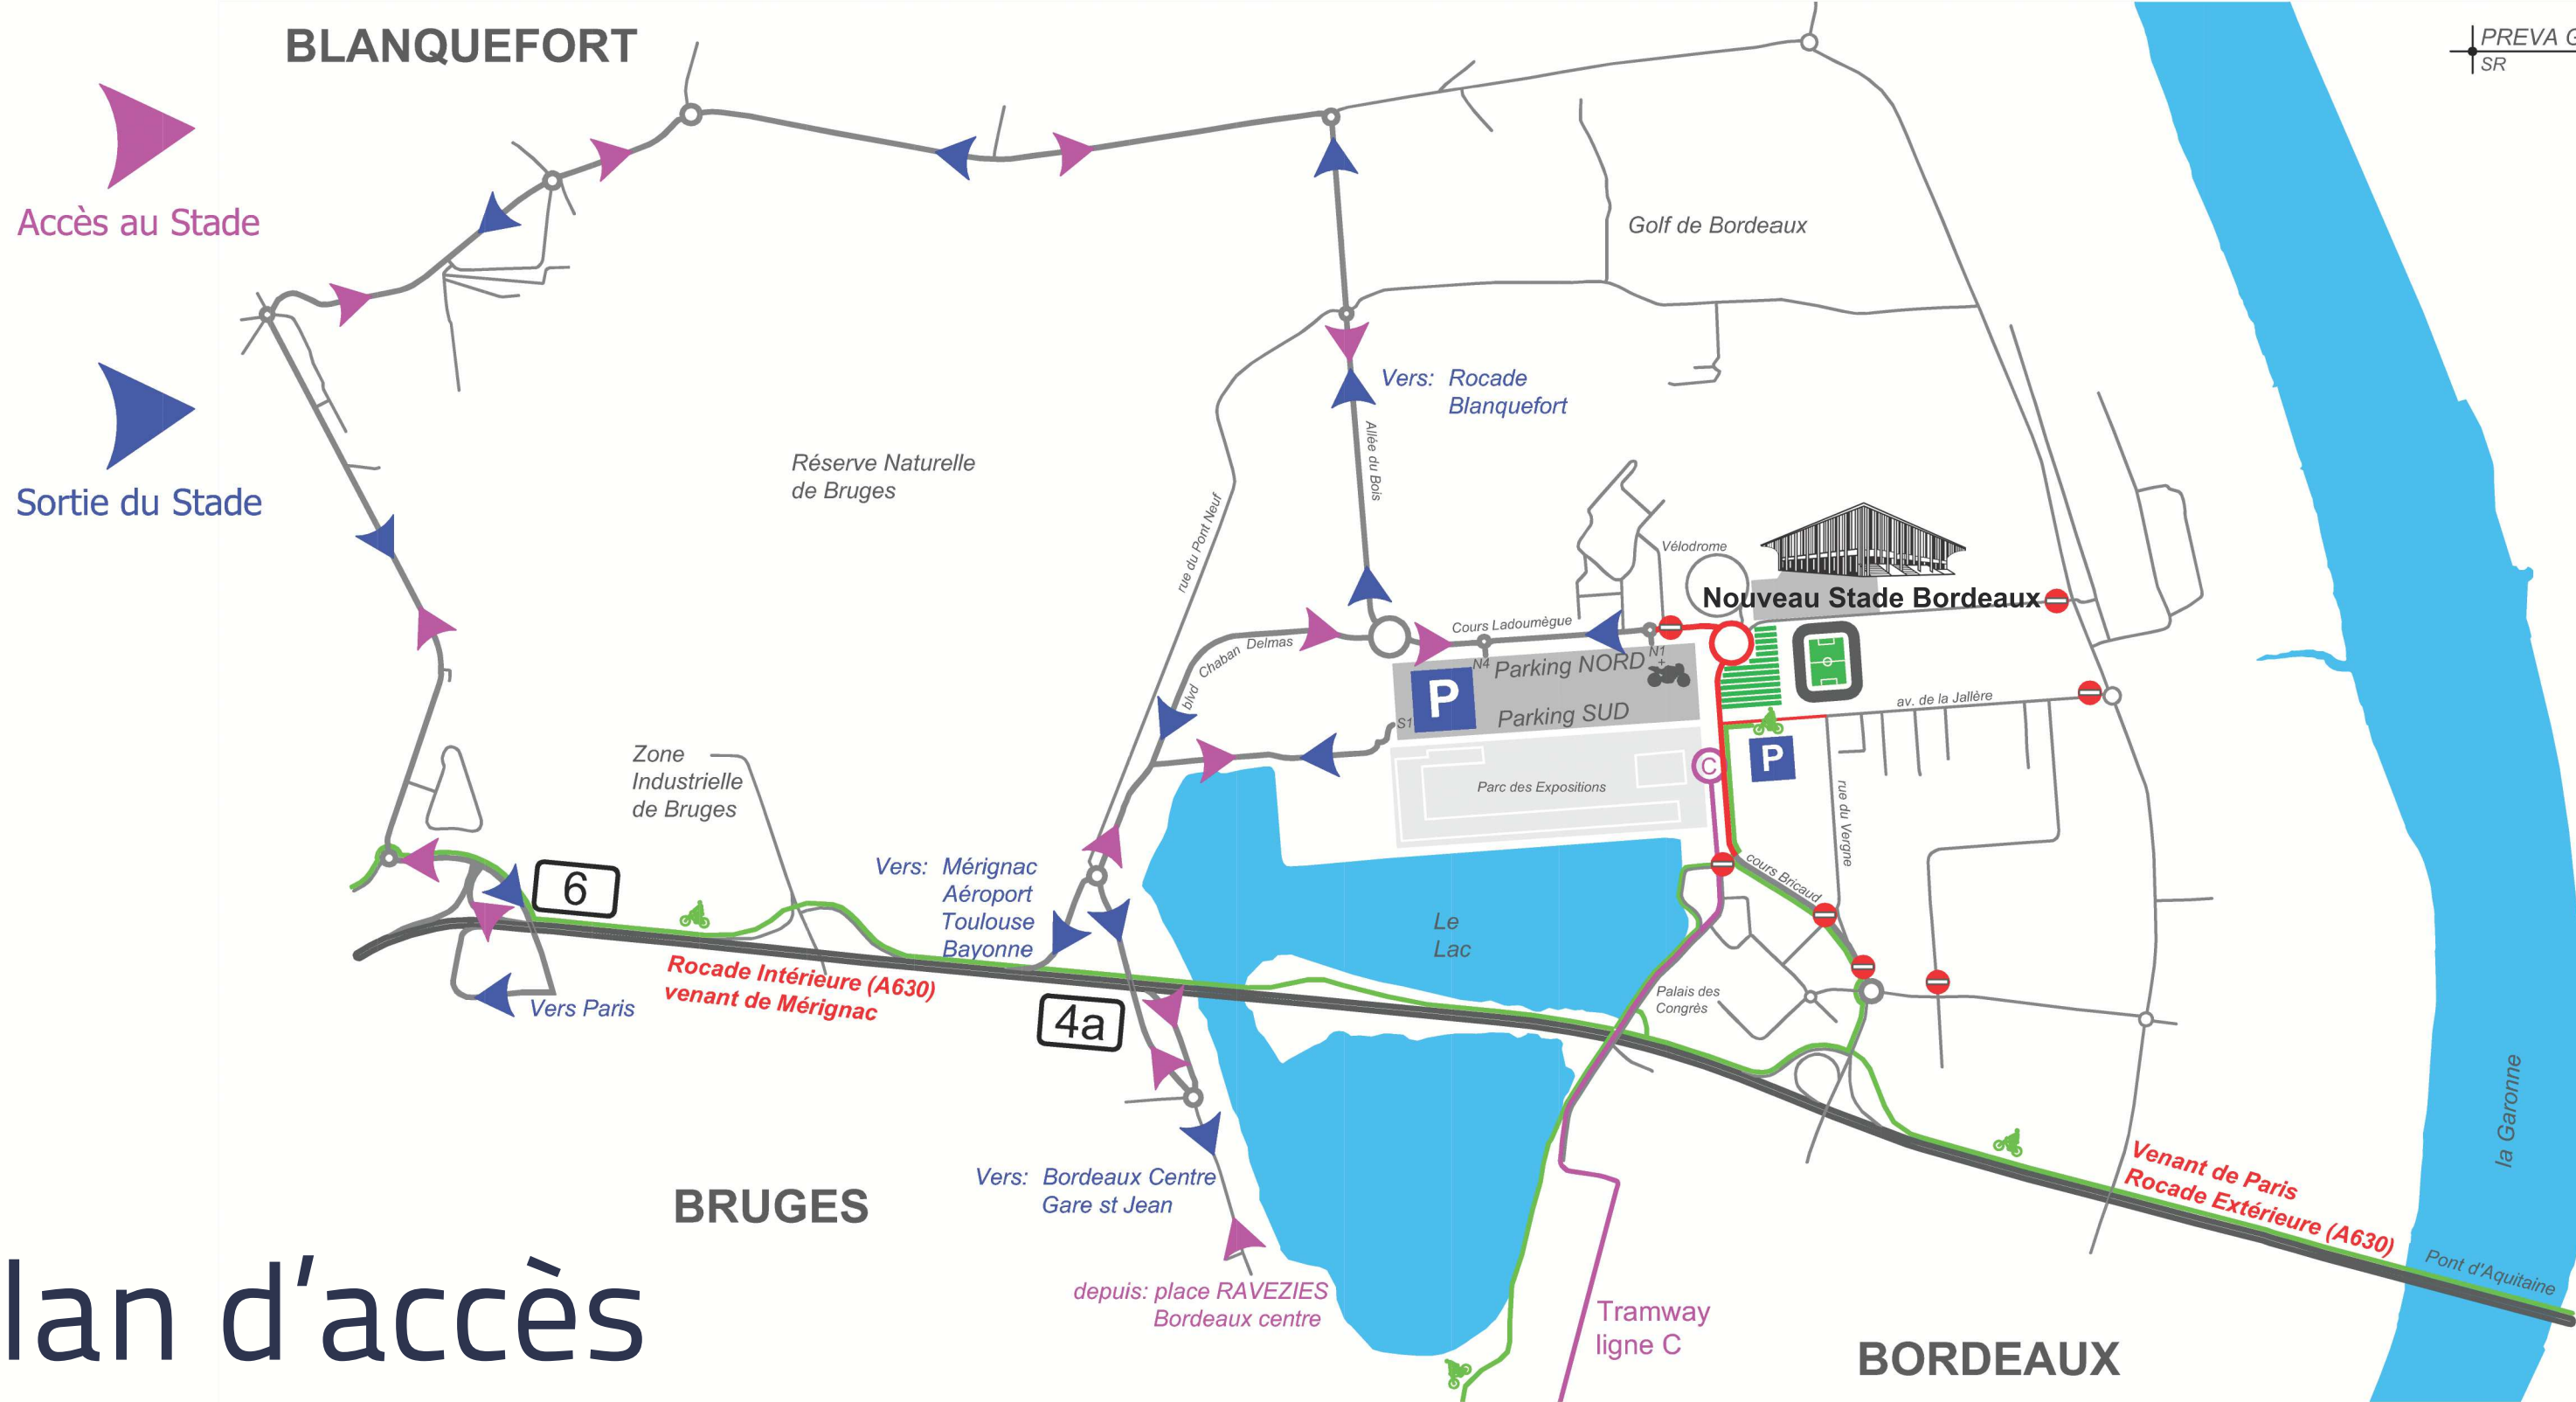 BLANQUEFORT
PREVA G
SR
Accès au Stade
Sortie du Stade
Golf de Bordeaux
Vers: Rocade
Blanquefort
Allée du Bois
Réserve Naturelle
de Bruges
rue du Pont Neuf
Vélodrome
Nouveau Stade Bordeaux
Cours Ladoumègue
blvd Chaban Delmas
N4
Parking NORD
N1
+
P
S1
Parking SUD
av. de la Jallère
P
C
Parc des Expositions
rue du Vergne
cours Bricaud
Zone
Industrielle
de Bruges
6
Vers: Mérignac
Aéroport
Toulouse
Bayonne
Le
Lac
Rocade Intérieure (A630)
venant de Mérignac
Vers Paris
4a
Palais des
Congrès
la Garonne
Venant de Paris
Rocade Extérieure (A630)
Pont d'Aquitaine
Vers: Bordeaux Centre
Gare st Jean
BRUGES
depuis: place RAVEZIES
Bordeaux centre
Tramway
ligne C
BORDEAUX
lan d'accès